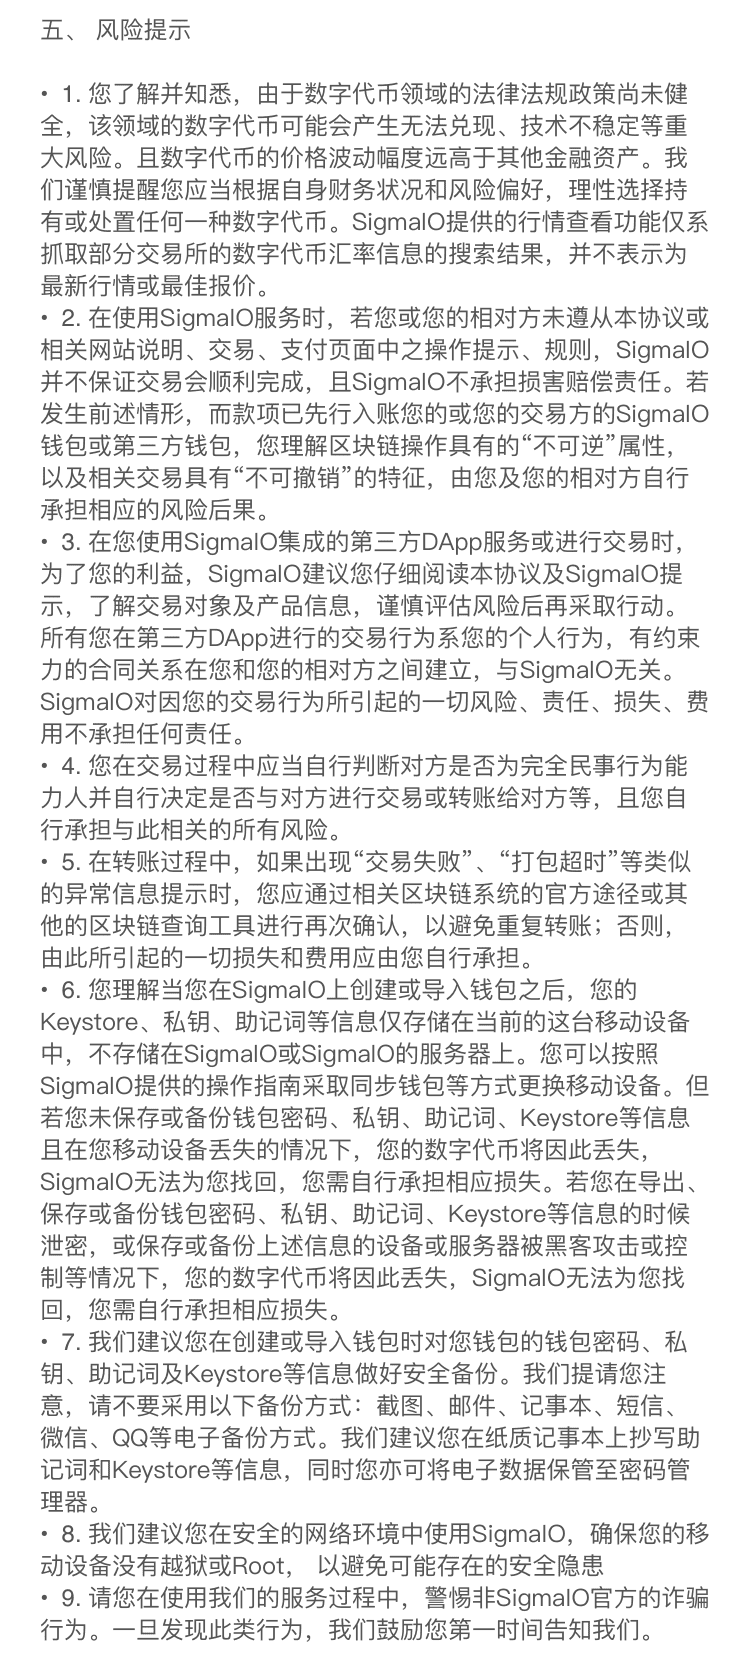 五、 风险提示
• 1. 您了解并知悉，由于数字代币领域的法律法规政策尚未健
全，该领域的数字代币可能会产生无法兑现、技术不稳定等重
大风险。且数字代币的价格波动幅度远高于其他金融资产。我
们谨慎提醒您应当根据自身财务状况和风险偏好，理性选择持
有或处置任何一种数字代币。SigmaIO提供的行情查看功能仅系
抓取部分交易所的数字代币汇率信息的搜索结果，并不表示为
最新行情或最佳报价。
• 2. 在使用SigmaIO服务时，若您或您的相对方未遵从本协议或
相关网站说明、交易、支付页面中之操作提示、规则，SigmaIO
并不保证交易会顺利完成，且SigmaIO不承担损害赔偿责任。若
发生前述情形，而款项已先行入账您的或您的交易方的SigmaIO
钱包或第三方钱包，您理解区块链操作具有的“不可逆”属性，
以及相关交易具有“不可撤销”的特征，由您及您的相对方自行
承担相应的风险后果。
• 3. 在您使用SigmaIO集成的第三方DApp服务或进行交易时，
为了您的利益，SigmaIO建议您仔细阅读本协议及SigmaIO提
示，了解交易对象及产品信息，谨慎评估风险后再采取行动。
所有您在第三方DApp进行的交易行为系您的个人行为，有约束
力的合同关系在您和您的相对方之间建立，与SigmaIO无关。
SigmaIO对因您的交易行为所引起的一切风险、责任、损失、费
用不承担任何责任。
• 4. 您在交易过程中应当自行判断对方是否为完全民事行为能
力人并自行决定是否与对方进行交易或转账给对方等，且您自
行承担与此相关的所有风险。
• 5. 在转账过程中，如果出现“交易失败”、“打包超时”等类似
的异常信息提示时，您应通过相关区块链系统的官方途径或其
他的区块链查询工具进行再次确认，以避免重复转账；否则，
由此所引起的一切损失和费用应由您自行承担。
• 6. 您理解当您在SigmaIO上创建或导入钱包之后，您的
Keystore、私钥、助记词等信息仅存储在当前的这台移动设备
中，不存储在SigmaIO或SigmaIO的服务器上。您可以按照
SigmaIO提供的操作指南采取同步钱包等方式更换移动设备。但
若您未保存或备份钱包密码、私钥、助记词、Keystore等信息
且在您移动设备丢失的情况下，您的数字代币将因此丢失，
SigmaIO无法为您找回，您需自行承担相应损失。若您在导出、
保存或备份钱包密码、私钥、助记词、Keystore等信息的时候
泄密，或保存或备份上述信息的设备或服务器被黑客攻击或控
制等情况下，您的数字代币将因此丢失，SigmaIO无法为您找
回，您需自行承担相应损失。
• 7. 我们建议您在创建或导入钱包时对您钱包的钱包密码、私
钥、助记词及Keystore等信息做好安全备份。我们提请您注
意，请不要采用以下备份方式：截图、邮件、记事本、短信、
微信、QQ等电子备份方式。我们建议您在纸质记事本上抄写助
记词和Keystore等信息，同时您亦可将电子数据保管至密码管
理器。
• 8. 我们建议您在安全的网络环境中使用SigmaIO，确保您的移
动设备没有越狱或Root， 以避免可能存在的安全隐患
• 9. 请您在使用我们的服务过程中，警惕非SigmaIO官方的诈骗
行为。一旦发现此类行为，我们鼓励您第一时间告知我们。